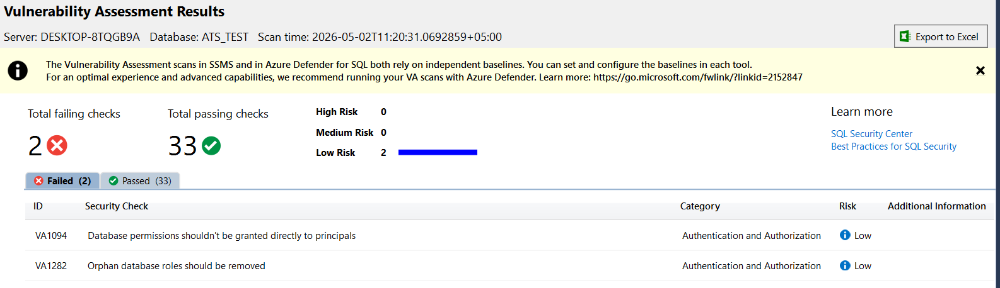 Vulnerability Assessment Results
Server: DESKTOP-8TQGB9A Database: ATS_TEST Scan time: 2026-05-02T11:20:31.0692859+05:00
Export to Excel
The Vulnerability Assessment scans in SSMS and in Azure Defender for SQL both rely on independent baselines. You can set and configure the baselines in each tool.
For an optimal experience and advanced capabilities, we recommend running your VA scans with Azure Defender. Learn more: https://go.microsoft.com/fwlink/?linkid=2152847
Total failing checks
2
Total passing checks
33
High Risk 0
Medium Risk 0
Low Risk 2
Learn more
SQL Security Center
Best Practices for SQL Security
Failed (2) Passed (33)
ID Security Check Category Risk Additional Information
VA1094 Database permissions shouldn't be granted directly to principals Authentication and Authorization Low
VA1282 Orphan database roles should be removed Authentication and Authorization Low